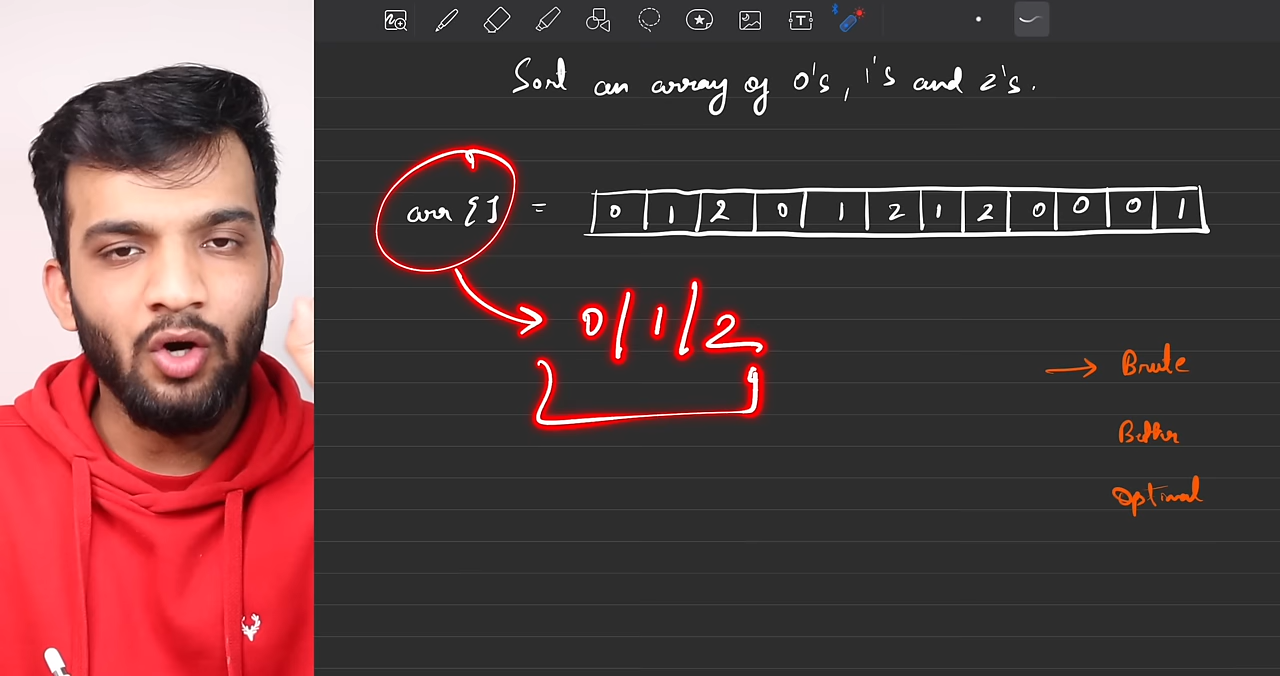 Sort an array of 0's, 1's and 2's.
arr [] = 0 1 2 0 1 2 1 2 0 0 0 1
0/1/2
→ Brute
Better
Optimal